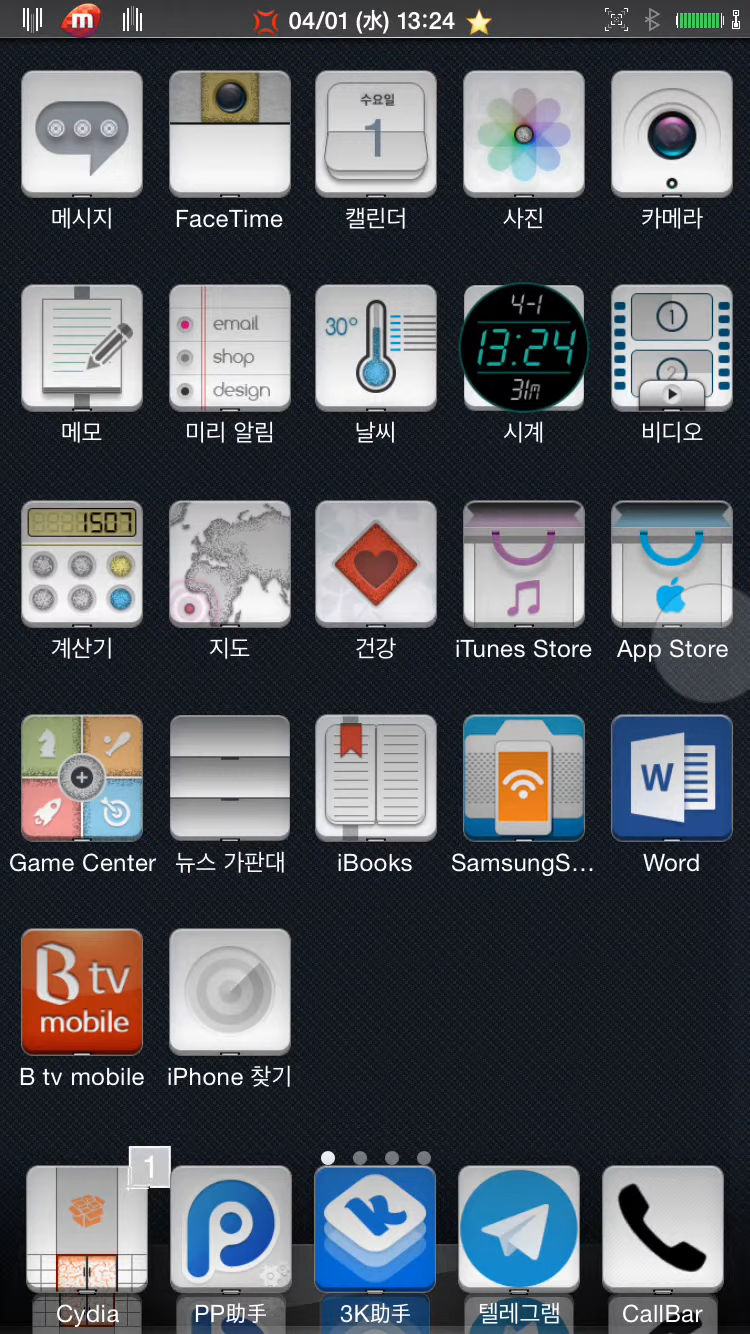 m 04/01 (水) 13:24
수요일
1
메시지 FaceTime 캘린더 사진 카메라
email
shop
design
30°
4-1
13:24
31m
1
2
메모 미리 알림 날씨 시계 비디오
1507
계산기 지도 건강 iTunes Store App Store
W
Game Center 뉴스 가판대 iBooks SamsungS... Word
B tv
mobile
B tv mobile iPhone 찾기
1
Cydia PP助手 3K助手 텔레그램 CallBar